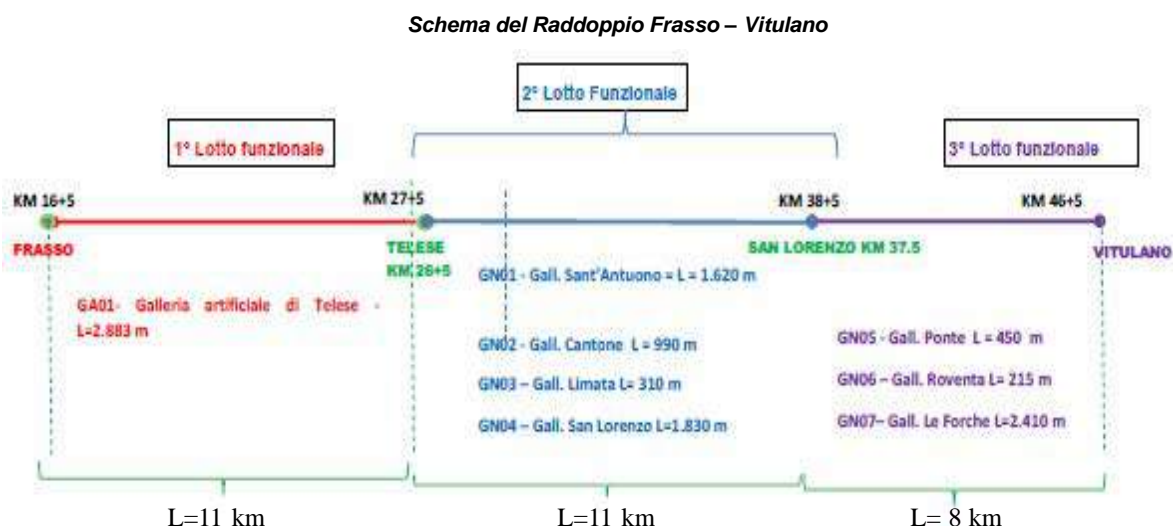 Schema del Raddoppio Frasso – Vitulano
2° Lotto Funzionale
1° Lotto funzionale
3° Lotto funzionale
KM 16+5
KM 27+5
KM 38+5
KM 46+5
FRASSO
TELESE
KM 26+5
SAN LORENZO KM 37.5
VITULANO
GA01- Galleria artificiale di Telese -
L=2.883 m
GN01 - Gall. Sant'Antuono = L = 1.620 m
GN02 - Gall. Cantone L = 990 m
GN03 – Gall. Limata L= 310 m
GN04 – Gall. San Lorenzo L=1.830 m
GN05 - Gall. Ponte L = 450 m
GN06 – Gall. Roventa L= 215 m
GN07– Gall. Le Forche L=2.410 m
L=11 km
L=11 km
L= 8 km